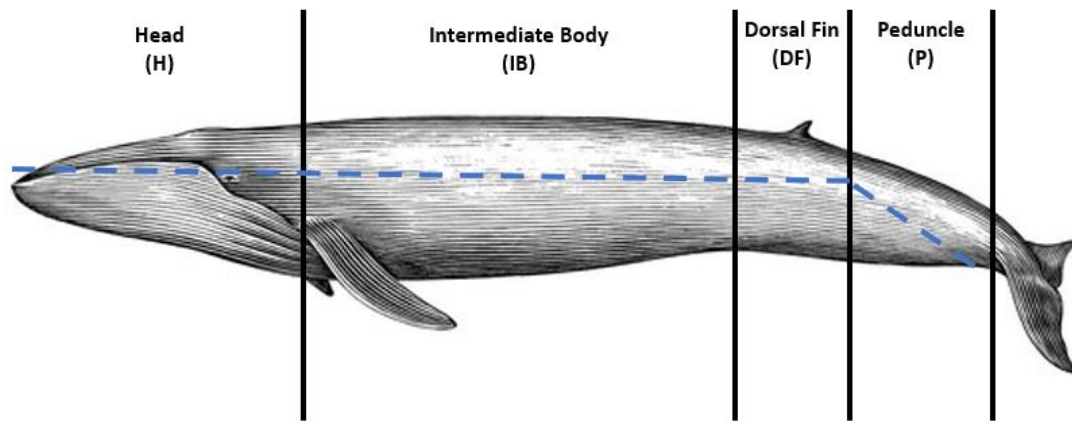 Head
(H)
Intermediate Body
(IB)
Dorsal Fin
(DF)
Peduncle
(P)